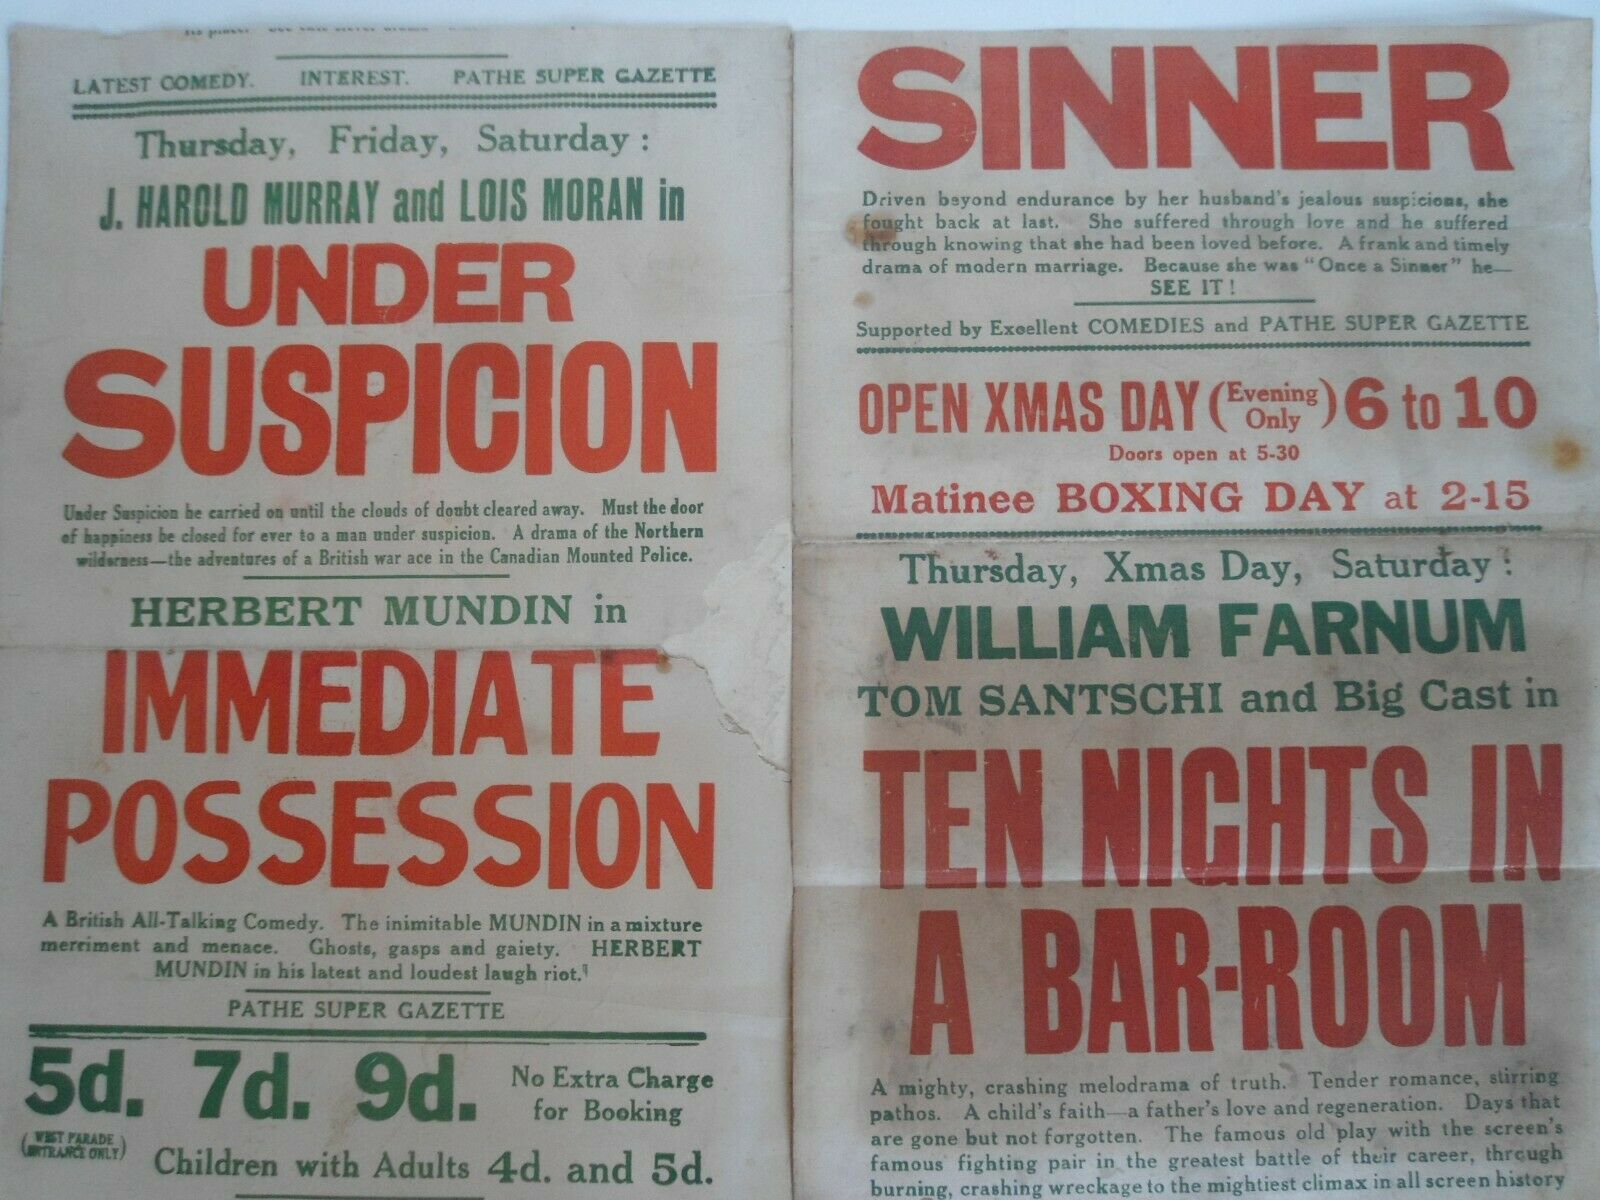 LATEST COMEDY. INTEREST. PATHE SUPER GAZETTE
Thursday, Friday, Saturday:
J. HAROLD MURRAY and LOIS MORAN in
UNDER
SUSPICION
Under Suspicion he carried on until the clouds of doubt cleared away. Must the door
of happiness be closed for ever to a man under suspicion. A drama of the Northern
wilderness—the adventures of a British war ace in the Canadian Mounted Police.
HERBERT MUNDIN in
IMMEDIATE
POSSESSION
A British All-Talking Comedy. The inimitable MUNDIN in a mixture
merriment and menace. Ghosts, gasps and gaiety. HERBERT
MUNDIN in his latest and loudest laugh riot.
PATHE SUPER GAZETTE
5d. 7d. 9d. No Extra Charge
for Booking
(WEST PARADE
ENTRANCE ONLY)
Children with Adults 4d. and 5d.
SINNER
Driven beyond endurance by her husband's jealous suspicions, she
fought back at last. She suffered through love and he suffered
through knowing that she had been loved before. A frank and timely
drama of modern marriage. Because she was "Once a Sinner" he—
SEE IT!
Supported by Excellent COMEDIES and PATHE SUPER GAZETTE
OPEN XMAS DAY (Evening Only) 6 to 10
Doors open at 5-30
Matinee BOXING DAY at 2-15
Thursday, Xmas Day, Saturday:
WILLIAM FARNUM
TOM SANTSCHI and Big Cast in
TEN NIGHTS IN
A BAR-ROOM
A mighty, crashing melodrama of truth. Tender romance, stirring
pathos. A child's faith—a father's love and regeneration. Days that
are gone but not forgotten. The famous old play with the screen's
famous fighting pair in the greatest battle of their career, through
burning, crashing wreckage to the mightiest climax in all screen history